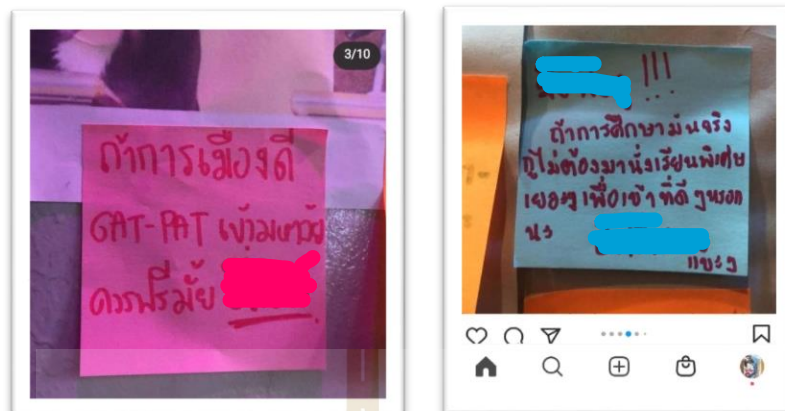 3/10
ถ้าการเมืองดี
GAT-PAT เข้ามหาลัย
ควรฟรีมั้ย
!!!
ถ้าการศึกษามันจริง
กูไม่ต้องมานั่งเรียนพิเศษ
เยอะๆ เพื่อเข้าที่ดีๆหรอก
นะ